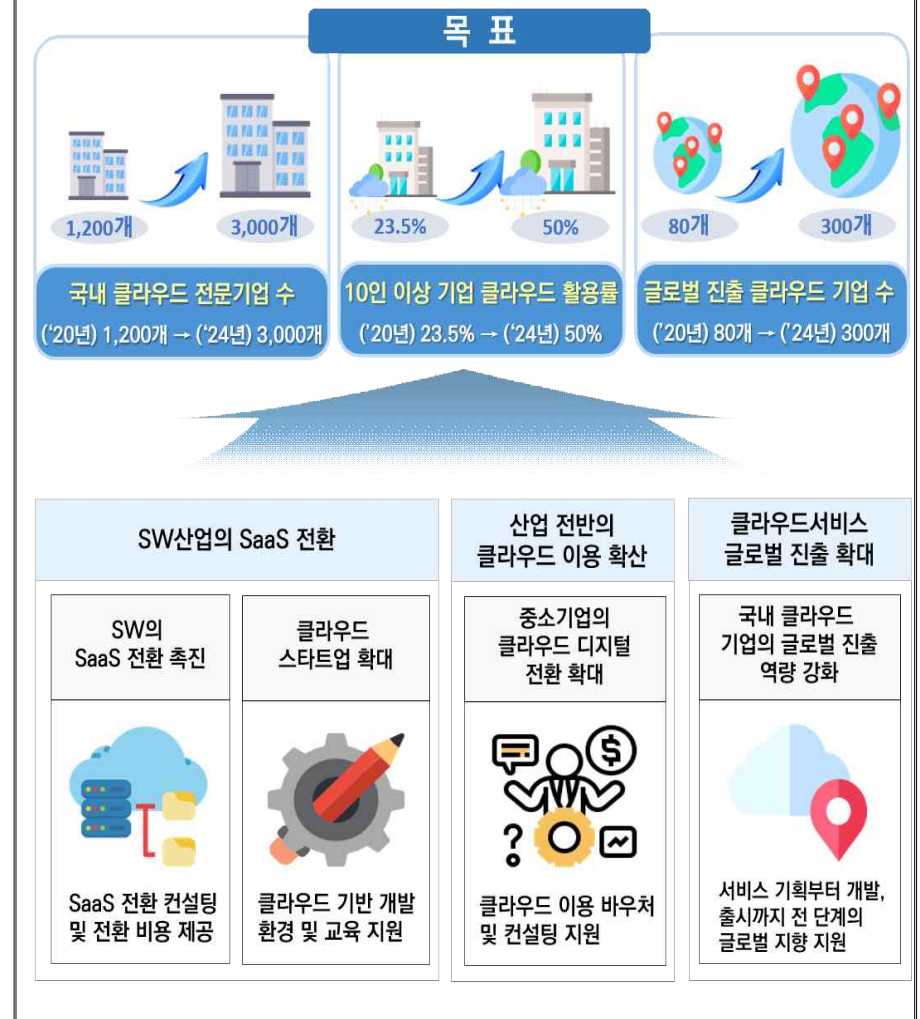 목 표
1,200개
3,000개
국내 클라우드 전문기업 수
(‘20년) 1,200개 → (‘24년) 3,000개
23.5%
50%
10인 이상 기업 클라우드 활용률
(’20년) 23.5% → (‘24년) 50%
80개
300개
글로벌 진출 클라우드 기업 수
(’20년) 80개 → (’24년) 300개
SW산업의 SaaS 전환
SW의
SaaS 전환 촉진
SaaS 전환 컨설팅
및 전환 비용 제공
클라우드
스타트업 확대
클라우드 기반 개발
환경 및 교육 지원
산업 전반의
클라우드 이용 확산
중소기업의
클라우드 디지털
전환 확대
클라우드 이용 바우처
및 컨설팅 지원
클라우드서비스
글로벌 진출 확대
국내 클라우드
기업의 글로벌 진출
역량 강화
서비스 기획부터 개발,
출시까지 전 단계의
글로벌 지향 지원